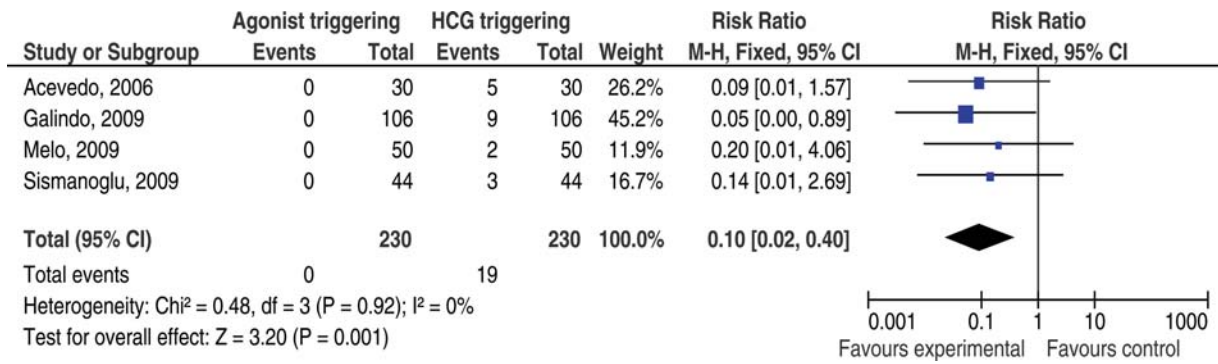 Agonist triggering HCG triggering Risk Ratio Risk Ratio
Study or Subgroup Events Total Events Total Weight M-H, Fixed, 95% CI M-H, Fixed, 95% CI
Acevedo, 2006 0 30 5 30 26.2% 0.09 [0.01, 1.57]
Galindo, 2009 0 106 9 106 45.2% 0.05 [0.00, 0.89]
Melo, 2009 0 50 2 50 11.9% 0.20 [0.01, 4.06]
Sismanoglu, 2009 0 44 3 44 16.7% 0.14 [0.01, 2.69]
Total (95% CI) 230 230 100.0% 0.10 [0.02, 0.40]
Total events 0 19
Heterogeneity: Chi² = 0.48, df = 3 (P = 0.92); I² = 0%
Test for overall effect: Z = 3.20 (P = 0.001)
0.001 0.1 1 10 1000
Favours experimental Favours control